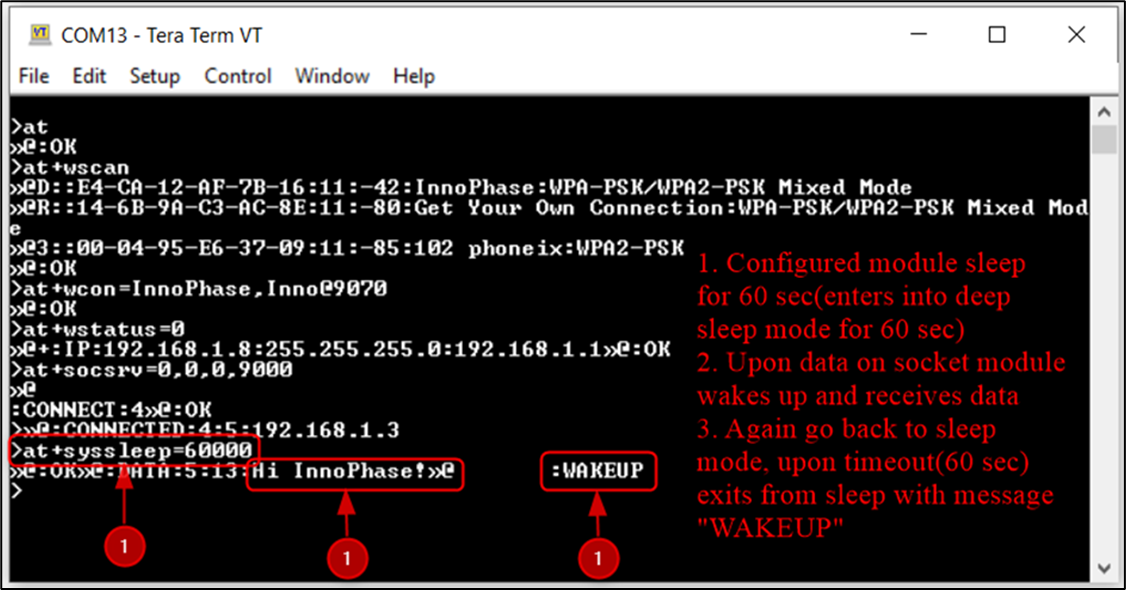 COM13 - Tera Term VT
File Edit Setup Control Window Help
>at
»@:OK
>at+wscan
»@D::E4-CA-12-AF-7B-16:11:-42:InnoPhase:WPA-PSK/WPA2-PSK Mixed Mode
»@R::14-6B-9A-C3-AC-8E:11:-80:Get Your Own Connection:WPA-PSK/WPA2-PSK Mixed Mod
e
»@3::00-04-95-E6-37-09:11:-85:102 phoneix:WPA2-PSK
»@:OK
>at+wcon=InnoPhase,Inno@9070
»@:OK
>at+wstatus=0
»@+:IP:192.168.1.8:255.255.255.0:192.168.1.1»@:OK
>at+socsrv=0,0,0,9000
»@
:CONNECT:4»@:OK
>»@:CONNECTED:4:5:192.168.1.3
>at+syssleep=60000
»@:OK»@:DATA:5:13:Hi InnoPhase!»@ :WAKEUP
>
1. Configured module sleep
for 60 sec(enters into deep
sleep mode for 60 sec)
2. Upon data on socket module
wakes up and receives data
3. Again go back to sleep
mode, upon timeout(60 sec)
exits from sleep with message
"WAKEUP"
1
1
1